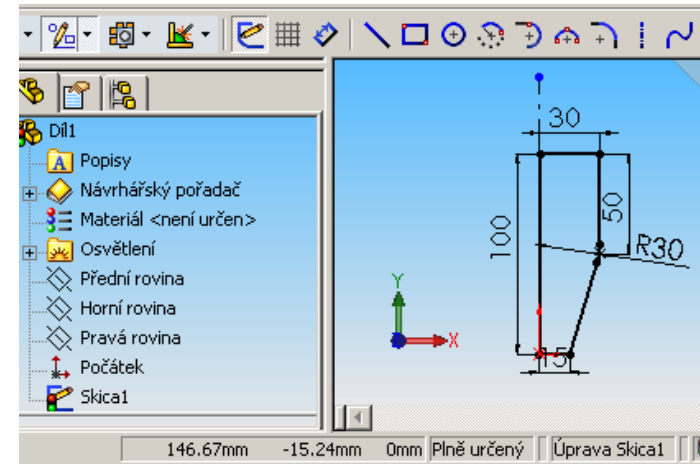 Díl1
A Popisy
Návrhářský pořadač
Materiál <není určen>
Osvětlení
Přední rovina
Horní rovina
Pravá rovina
Počátek
Skica1
30
100
50
R30
15
Y
X
146.67mm -15.24mm 0mm Plně určený Úprava Skica1